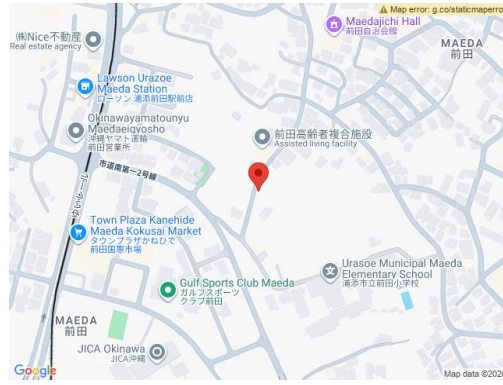 Map error: g.co/staticmaperro
㈱Nice不動産
Real estate agency
Maedajichi Hall
前田自治会館
MAEDA
前田
Lawson Urazoe
Maeda Station
ローソン 浦添前田駅前店
Okinawayamatounyu
Maedaeigyosho
沖縄ヤマト運輸
前田営業所
前田高齢者複合施設
Assisted living facility
市道南第一2号線
Town Plaza Kanehide
Maeda Kokusai Market
タウンプラザかねひで
前田国際市場
Urasoe Municipal Maeda
Elementary School
浦添市立前田小学校
Gulf Sports Club Maeda
ガルフスポーツ
クラブ前田
MAEDA
前田
JICA Okinawa
JICA沖縄
Google
Map data ©202